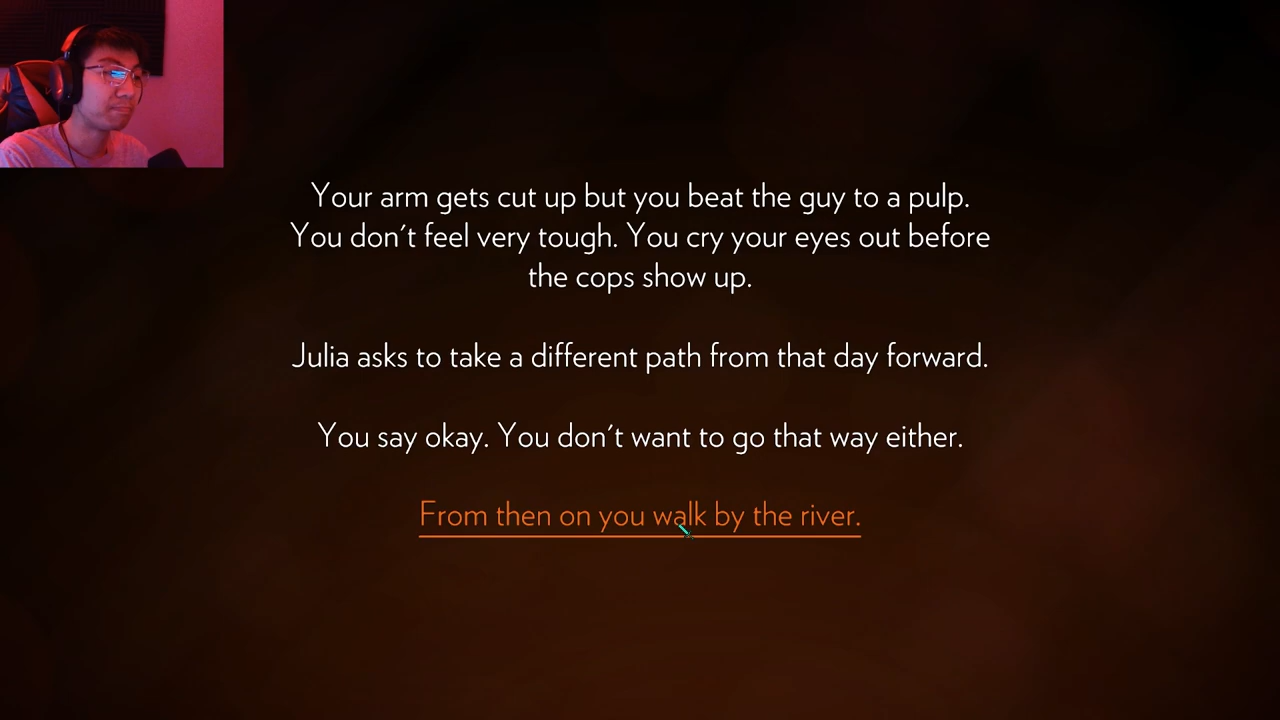 Your arm gets cut up but you beat the guy to a pulp.
You don't feel very tough. You cry your eyes out before
the cops show up.
Julia asks to take a different path from that day forward.
You say okay. You don't want to go that way either.
From then on you walk by the river.